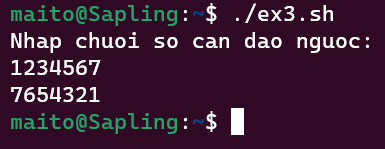 maito@Sapling:~$ ./ex3.sh
Nhap chuoi so can dao nguoc:
1234567
7654321
maito@Sapling:~$